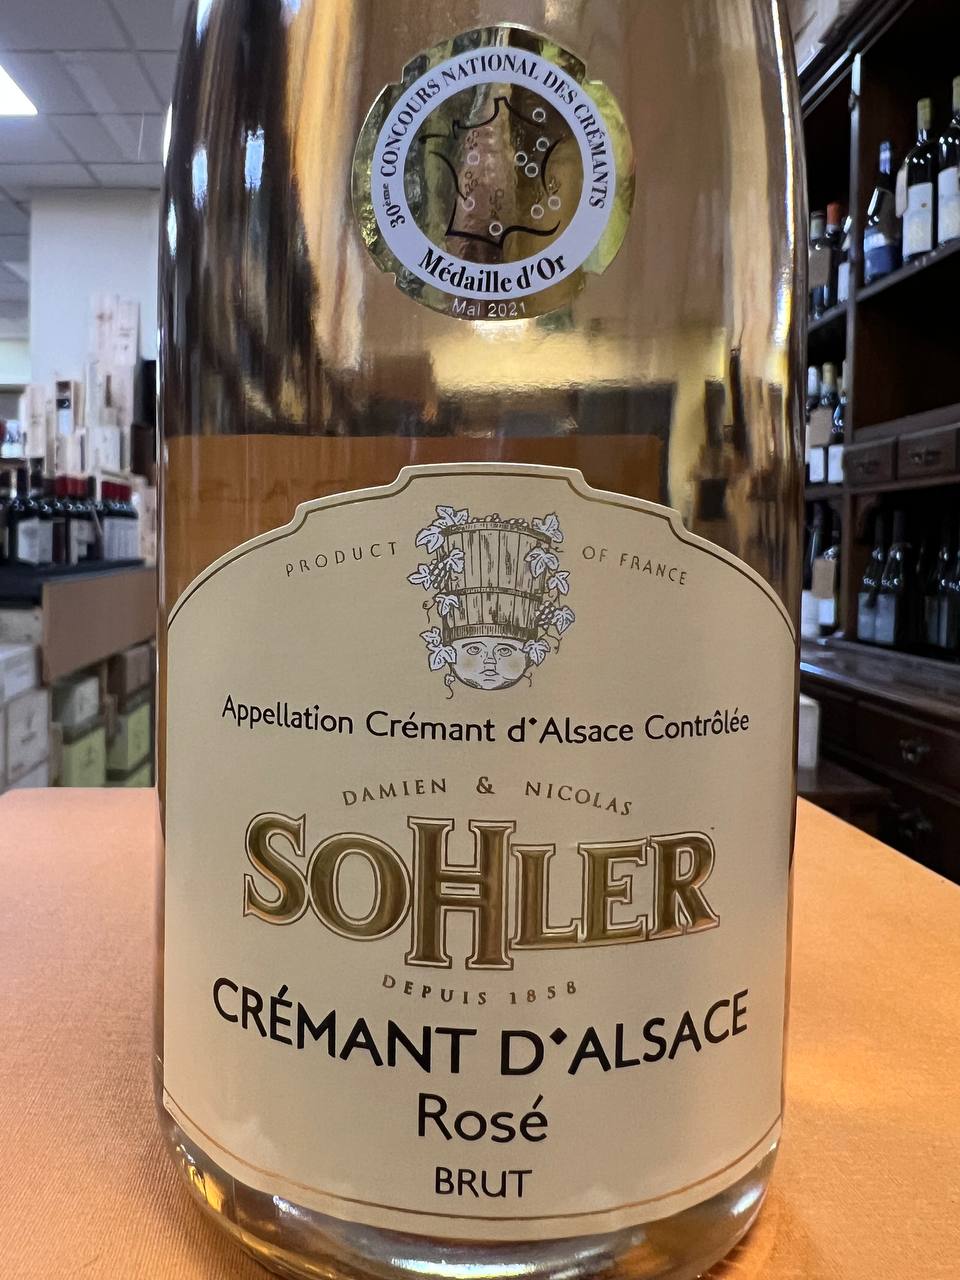 30ème CONCOURS NATIONAL DES CRÉMANTS
Médaille d'Or
Mai 2021
PRODUCT OF FRANCE
Appellation Crémant d'Alsace Contrôlée
DAMIEN & NICOLAS
SOHLER
DEPUIS 1858
CRÉMANT D'ALSACE
Rosé
BRUT